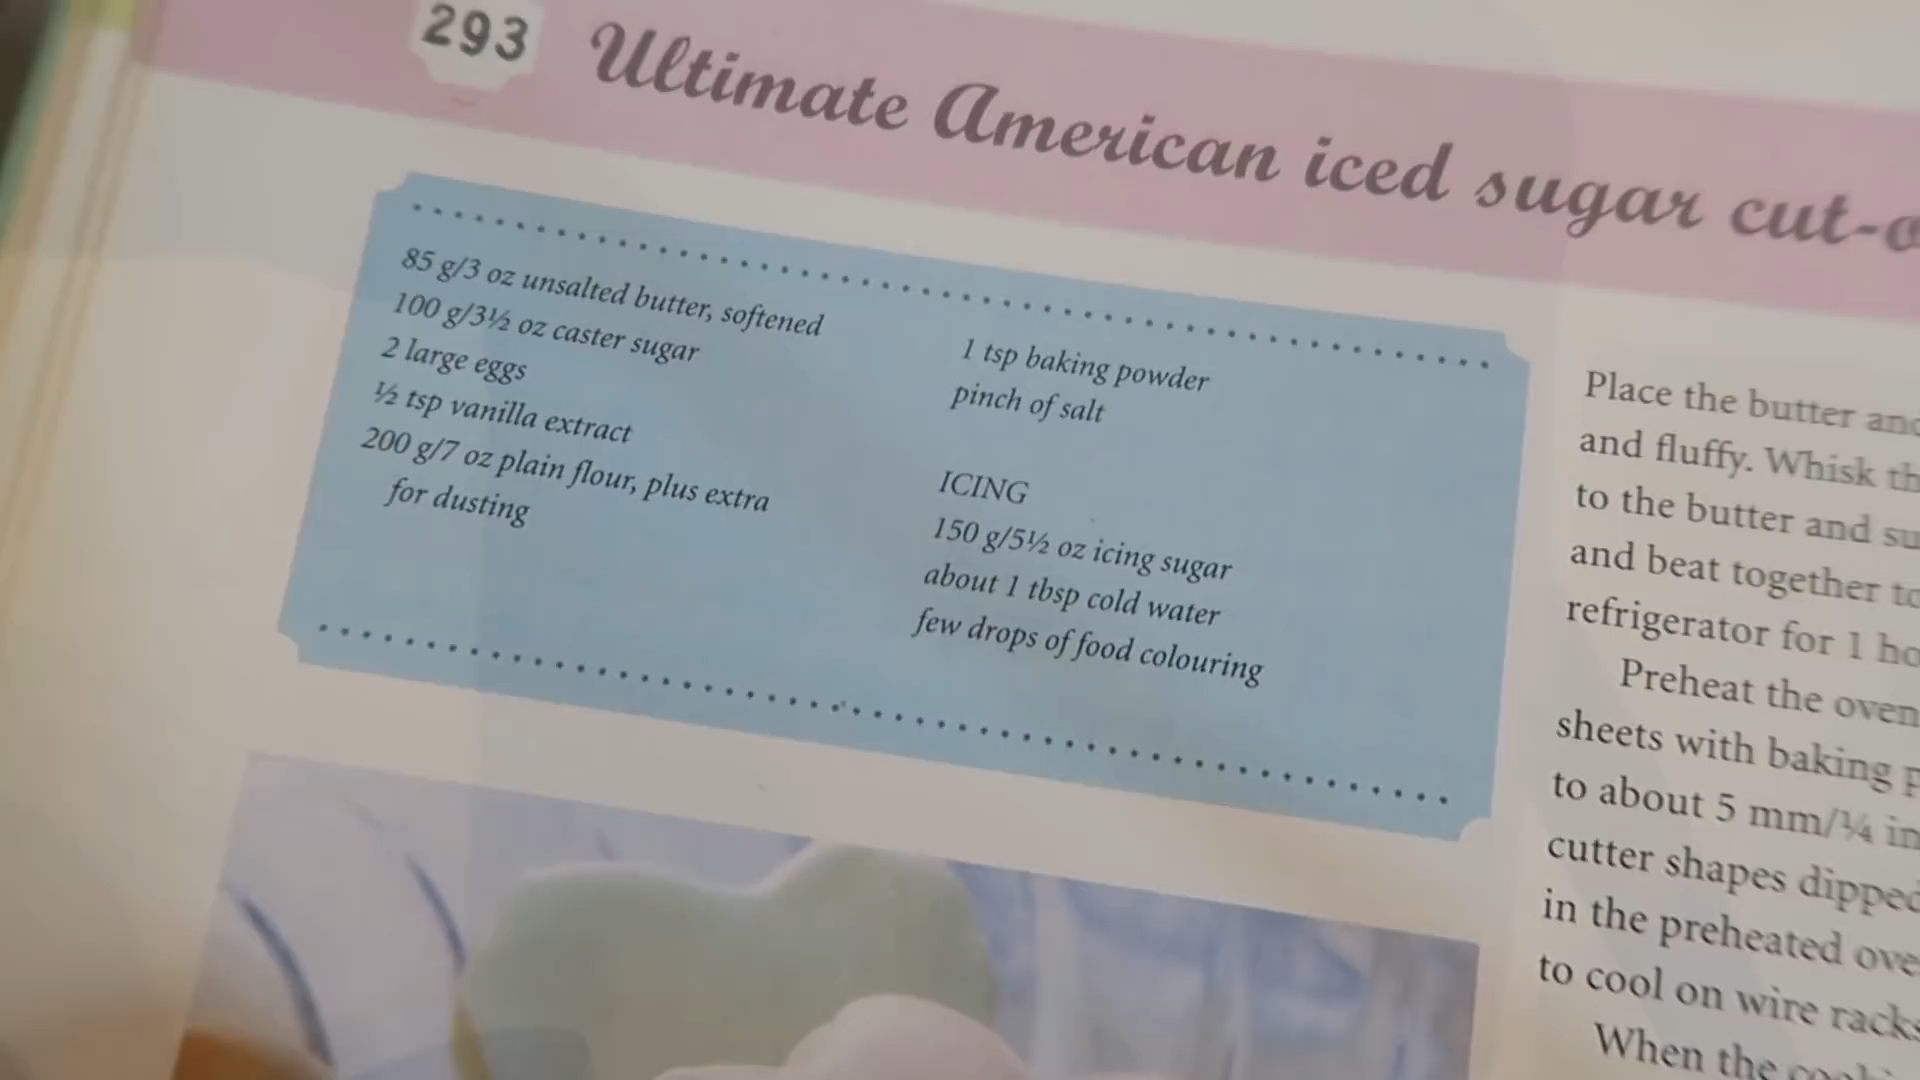 293
Ultimate American iced sugar
85 g/3 oz unsalted butter, softened
100 g/3½ oz caster sugar
2 large eggs
½ tsp vanilla extract
200 g/7 oz plain flour, plus extra
for dusting
1 tsp baking powder
pinch of salt
ICING
150 g/5½ oz icing sugar
about 1 tbsp cold water
few drops of food colouring
Place the butter and
and fluffy. Whisk
to the butter and
and beat together
refrigerator for 1
Preheat the oven
sheets with baking
to about 5 mm/¼ in
cutter shapes dipped
in the preheated
to cool on wire racks
When the